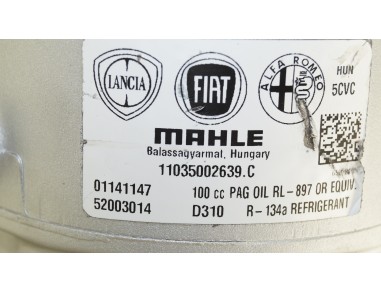 LANCIA
FIAT
ALFA ROMEO
HUN
5CVC
MAHLE
Balassagyarmat, Hungary
11035002639.C
01141147 100 cc PAG OIL RL-897 OR EQUIV.
52003014 D310 R-134a REFRIGERANT